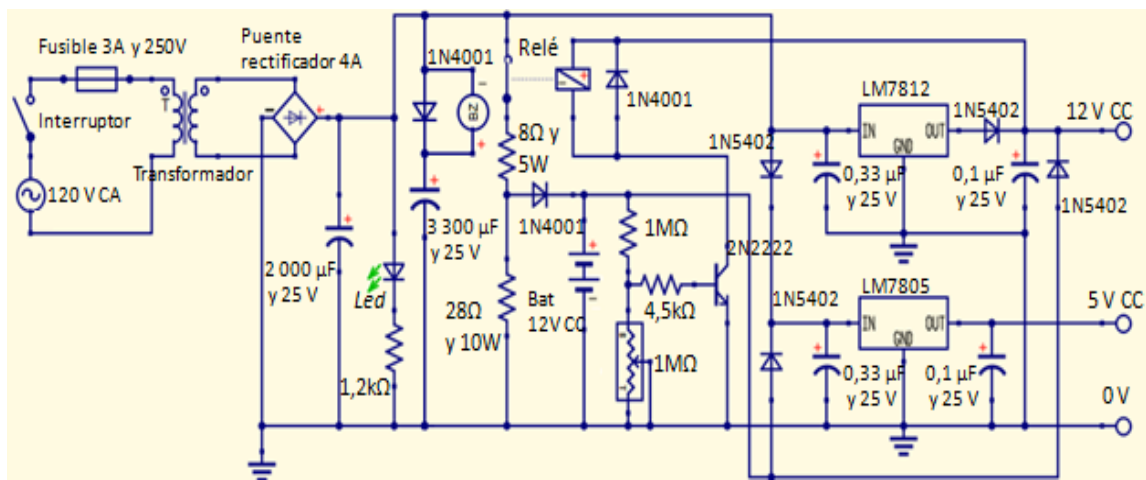 Fusible 3A y 250V
Puente
rectificador 4A
T
Interruptor
Transformador
120 V CA
2 000 µF
y 25 V
Led
1,2kΩ
1N4001
BZ
3 300 µF
y 25 V
Relé
8Ω y
5W
1N4001
28Ω
y 10W
Bat
12V CC
1N4001
1MΩ
4,5kΩ
1MΩ
2N2222
1N5402
LM7812
IN
OUT
GND
1N5402
12 V CC
0,33 µF
y 25 V
0,1 µF
y 25 V
1N5402
1N5402
LM7805
IN
OUT
GND
5 V CC
0,33 µF
y 25 V
0,1 µF
y 25 V
0 V